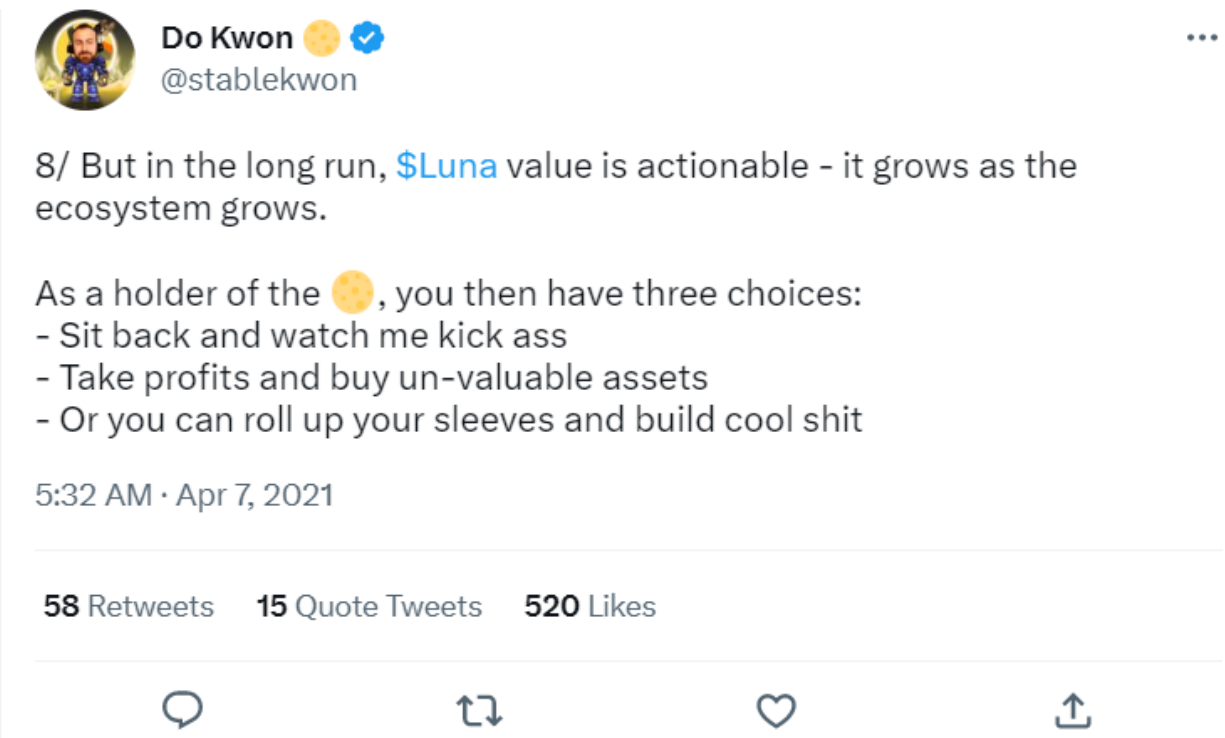 Do Kwon 🌕
@stablekwon
8/ But in the long run, $Luna value is actionable - it grows as the
ecosystem grows.
As a holder of the 🌕, you then have three choices:
- Sit back and watch me kick ass
- Take profits and buy un-valuable assets
- Or you can roll up your sleeves and build cool shit
5:32 AM · Apr 7, 2021
58 Retweets 15 Quote Tweets 520 Likes